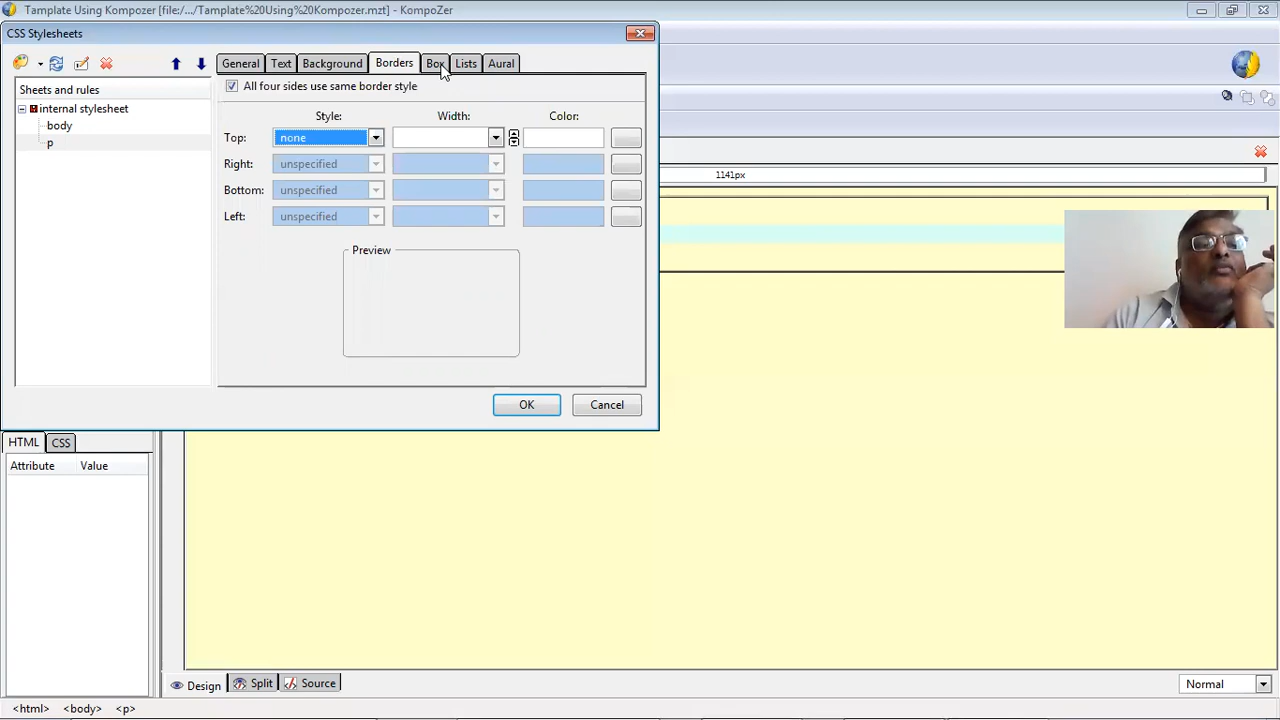 Tamplate Using Kompozer [file:/.../Tamplate%20Using%20Kompozer.mzt] - KompoZer
CSS Stylesheets
General Text Background Borders Box Lists Aural
Sheets and rules
internal stylesheet
body
p
All four sides use same border style
Style: Width: Color:
Top: none
Right: unspecified
Bottom: unspecified
Left: unspecified
Preview
OK Cancel
1141px
HTML CSS
Attribute Value
Design Split Source
Normal
<html> <body> <p>